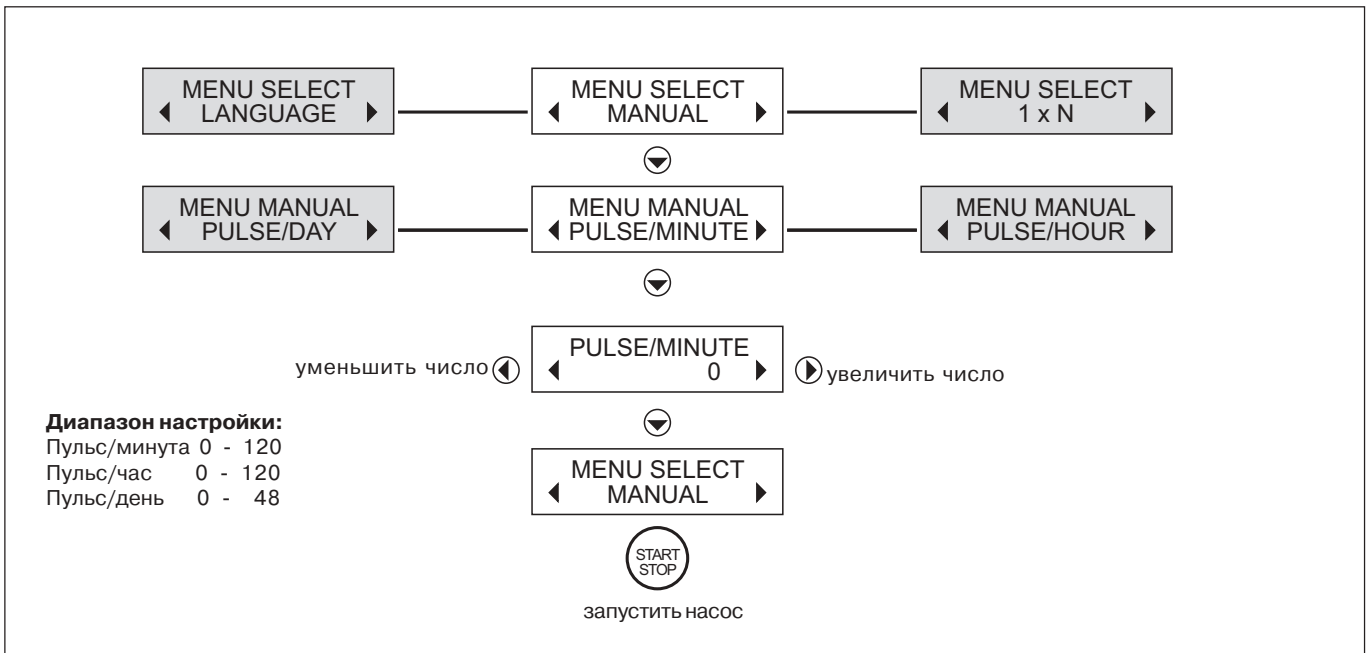 MENU SELECT
LANGUAGE
MENU SELECT
MANUAL
MENU SELECT
1 x N
MENU MANUAL
PULSE/DAY
MENU MANUAL
PULSE/MINUTE
MENU MANUAL
PULSE/HOUR
уменьшить число
PULSE/MINUTE
0
увеличить число
Диапазон настройки:
Пульс/минута 0 - 120
Пульс/час 0 - 120
Пульс/день 0 - 48
MENU SELECT
MANUAL
START
STOP
запустить насос